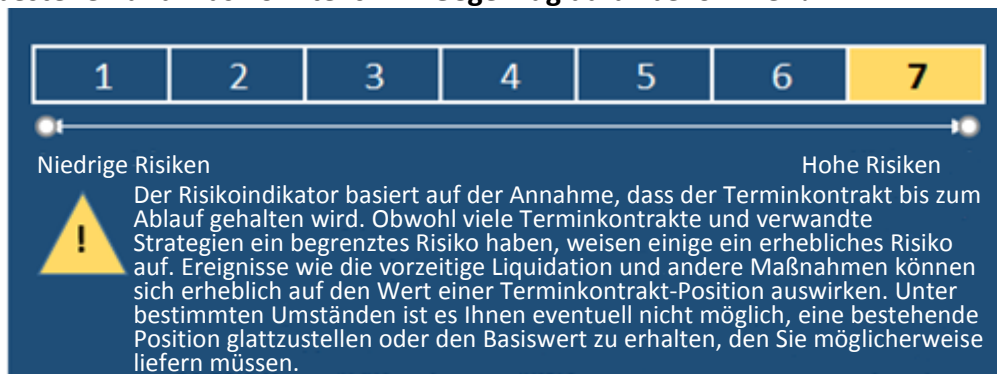 1 2 3 4 5 6 7
Niedrige Risiken Hohe Risiken
! Der Risikoindikator basiert auf der Annahme, dass der Terminkontrakt bis zum
Ablauf gehalten wird. Obwohl viele Terminkontrakte und verwandte
Strategien ein begrenztes Risiko haben, weisen einige ein erhebliches Risiko
auf. Ereignisse wie die vorzeitige Liquidation und andere Maßnahmen können
sich erheblich auf den Wert einer Terminkontrakt-Position auswirken. Unter
bestimmten Umständen ist es Ihnen eventuell nicht möglich, eine bestehende
Position glattzustellen oder den Basiswert zu erhalten, den Sie möglicherweise
liefern müssen.